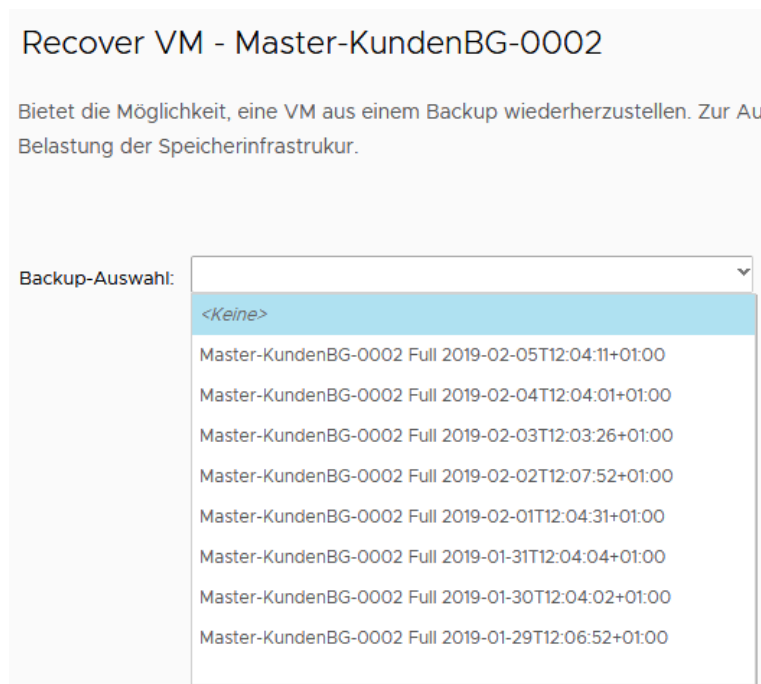 Recover VM - Master-KundenBG-0002
Bietet die Möglichkeit, eine VM aus einem Backup wiederherzustellen. Zur Au
Belastung der Speicherinfrastrukur.
Backup-Auswahl:
<Keine>
Master-KundenBG-0002 Full 2019-02-05T12:04:11+01:00
Master-KundenBG-0002 Full 2019-02-04T12:04:01+01:00
Master-KundenBG-0002 Full 2019-02-03T12:03:26+01:00
Master-KundenBG-0002 Full 2019-02-02T12:07:52+01:00
Master-KundenBG-0002 Full 2019-02-01T12:04:31+01:00
Master-KundenBG-0002 Full 2019-01-31T12:04:04+01:00
Master-KundenBG-0002 Full 2019-01-30T12:04:02+01:00
Master-KundenBG-0002 Full 2019-01-29T12:06:52+01:00